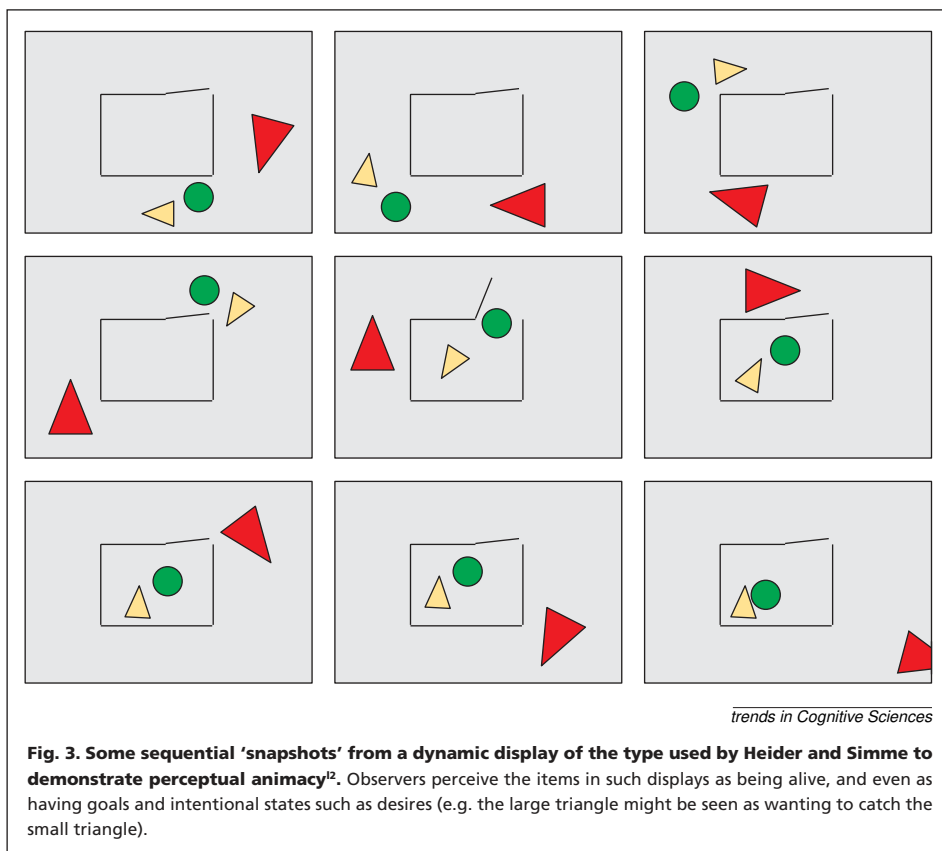 trends in Cognitive Sciences
Fig. 3. Some sequential ‘snapshots’ from a dynamic display of the type used by Heider and Simme to
demonstrate perceptual animacy¹². Observers perceive the items in such displays as being alive, and even as
having goals and intentional states such as desires (e.g. the large triangle might be seen as wanting to catch the
small triangle).